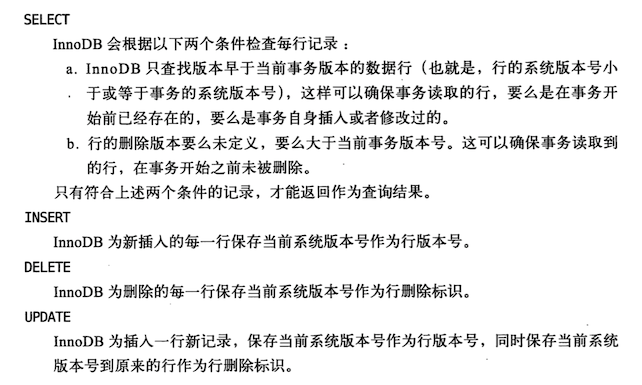 SELECT
InnoDB 会根据以下两个条件检查每行记录：
a. InnoDB 只查找版本早于当前事务版本的数据行（也就是，行的系统版本号小
于或等于事务的系统版本号），这样可以确保事务读取的行，要么是在事务开
始前已经存在的，要么是事务自身插入或者修改过的。
b. 行的删除版本要么未定义，要么大于当前事务版本号。这可以确保事务读取到
的行，在事务开始之前未被删除。
只有符合上述两个条件的记录，才能返回作为查询结果。
INSERT
InnoDB 为新插入的每一行保存当前系统版本号作为行版本号。
DELETE
InnoDB 为删除的每一行保存当前系统版本号作为行删除标识。
UPDATE
InnoDB 为插入一行新记录，保存当前系统版本号作为行版本号，同时保存当前系统
版本号到原来的行作为行删除标识。